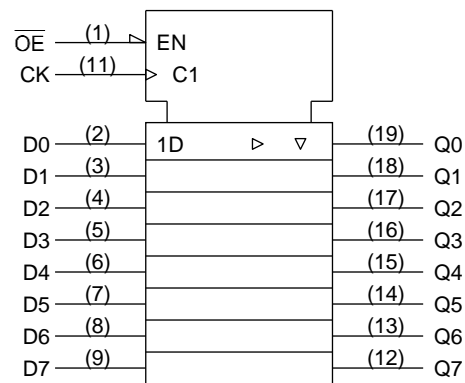 OE (1) EN
CK (11) C1
D0 (2) 1D (19) Q0
D1 (3) (18) Q1
D2 (4) (17) Q2
D3 (5) (16) Q3
D4 (6) (15) Q4
D5 (7) (14) Q5
D6 (8) (13) Q6
D7 (9) (12) Q7